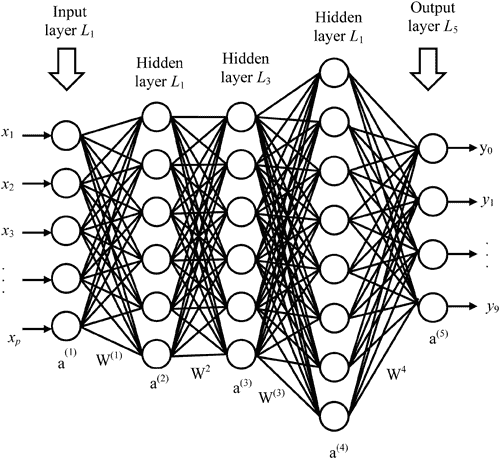 Input
layer L₁
Hidden
layer L₁
Hidden
layer L₃
Hidden
layer L₁
Output
layer L₅
x₁
x₂
x₃
.
.
.
xₚ
y₀
y₁
.
.
.
y₉
a⁽¹⁾
W⁽¹⁾
a⁽²⁾
W²
a⁽³⁾
W⁽³⁾
a⁽⁴⁾
W⁴
a⁽⁵⁾